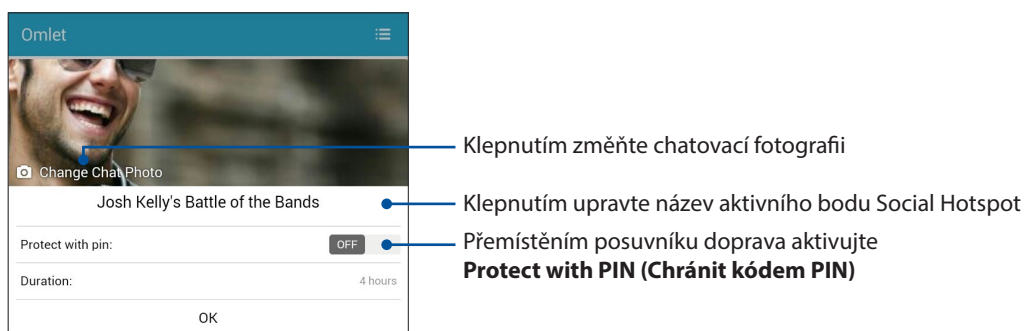 Omlet
Change Chat Photo
Klepnutím změňte chatovací fotografii
Josh Kelly's Battle of the Bands
Klepnutím upravte název aktivního bodu Social Hotspot
Protect with pin:
OFF
Přemístěním posuvníku doprava aktivujte
Protect with PIN (Chránit kódem PIN)
Duration:
4 hours
OK